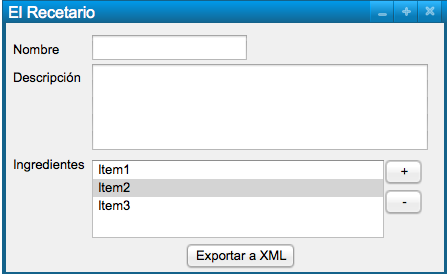 El Recetario
Nombre
Descripción
Ingredientes
Item1
Item2
Item3
+
-
Exportar a XML